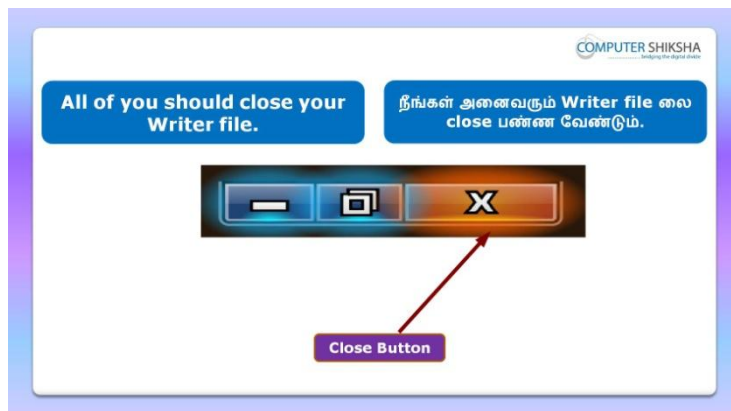 COMPUTER SHIKSHA
bridging the digital divide
All of you should close your
Writer file.
நீங்கள் அனைவரும் Writer file லை
close பண்ண வேண்டும்.
X
Close Button